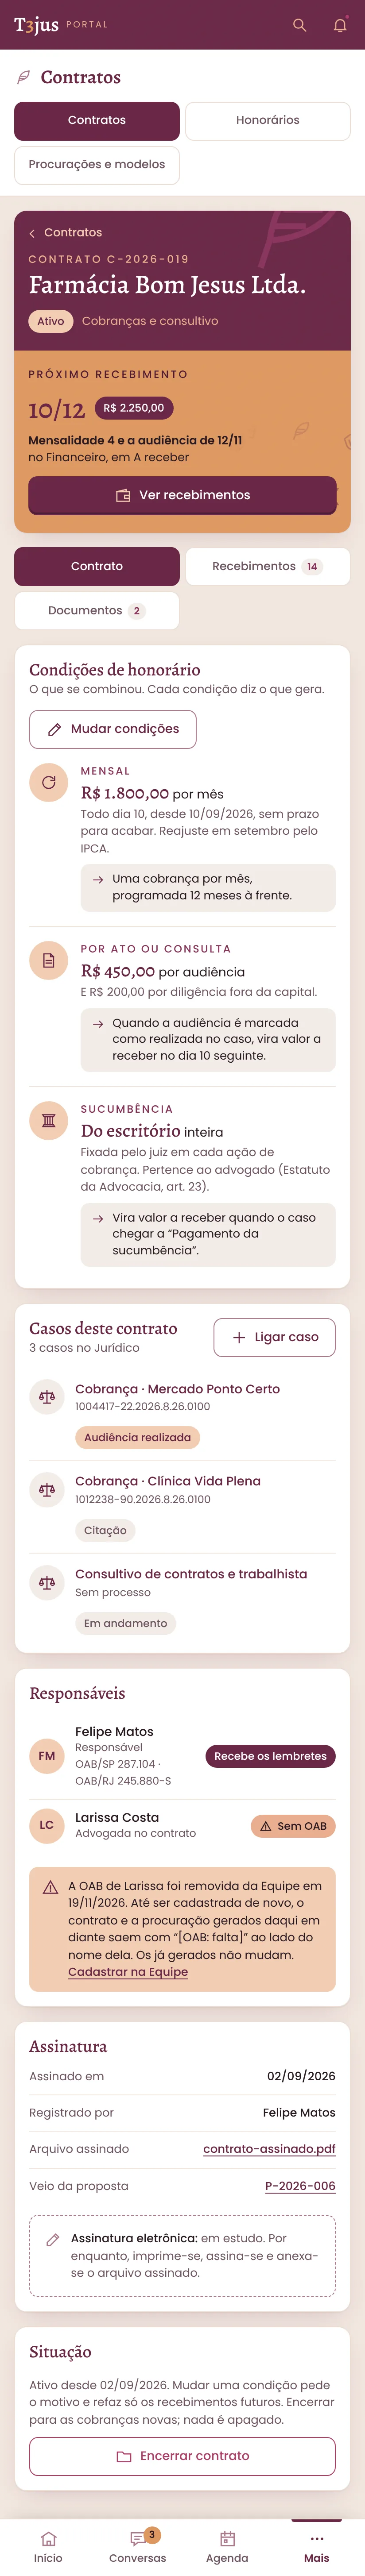 T3jus PORTAL
Contratos
Contratos
Honorários
Procurações e modelos
Contratos
CONTRATO C-2026-019
Farmácia Bom Jesus Ltda.
Ativo Cobranças e consultivo
PRÓXIMO RECEBIMENTO
10/12 R$ 2.250,00
Mensalidade 4 e a audiência de 12/11
no Financeiro, em A receber
Ver recebimentos
Contrato
Recebimentos 14
Documentos 2
Condições de honorário
O que se combinou. Cada condição diz o que gera.
Mudar condições
MENSAL
R$ 1.800,00 por mês
Todo dia 10, desde 10/09/2026, sem prazo
para acabar. Reajuste em setembro pelo
IPCA.
→ Uma cobrança por mês,
programada 12 meses à frente.
POR ATO OU CONSULTA
R$ 450,00 por audiência
E R$ 200,00 por diligência fora da capital.
→ Quando a audiência é marcada
como realizada no caso, vira valor a
receber no dia 10 seguinte.
SUCUMBÊNCIA
Do escritório inteira
Fixada pelo juiz em cada ação de
cobrança. Pertence ao advogado (Estatuto
da Advocacia, art. 23).
→ Vira valor a receber quando o caso
chegar a “Pagamento da
sucumbência”.
Casos deste contrato
3 casos no Jurídico
Ligar caso
Cobrança · Mercado Ponto Certo
1004417-22.2026.8.26.0100
Audiência realizada
Cobrança · Clínica Vida Plena
1012238-90.2026.8.26.0100
Citação
Consultivo de contratos e trabalhista
Sem processo
Em andamento
Responsáveis
FM
Felipe Matos
Responsável
OAB/SP 287.104 ·
OAB/RJ 245.880-S
Recebe os lembretes
LC
Larissa Costa
Advogada no contrato
Sem OAB
A OAB de Larissa foi removida da Equipe em
19/11/2026. Até ser cadastrada de novo, o
contrato e a procuração gerados daqui em
diante saem com “[OAB: falta]” ao lado do
nome dela. Os já gerados não mudam.
Cadastrar na Equipe
Assinatura
Assinado em 02/09/2026
Registrado por Felipe Matos
Arquivo assinado contrato-assinado.pdf
Veio da proposta P-2026-006
Assinatura eletrônica: em estudo. Por
enquanto, imprime-se, assina-se e anexa-
se o arquivo assinado.
Situação
Ativo desde 02/09/2026. Mudar uma condição pede
o motivo e refaz só os recebimentos futuros. Encerrar
para as cobranças novas; nada é apagado.
Encerrar contrato
3
Início
Conversas
Agenda
Mais